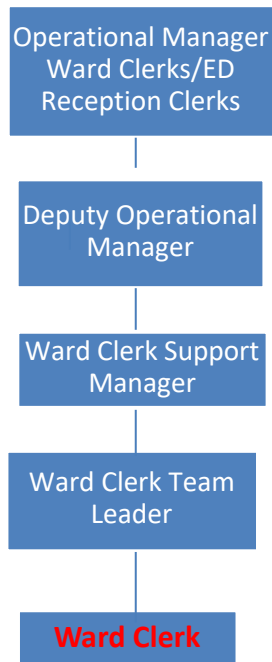 Operational Manager
Ward Clerks/ED
Reception Clerks
Deputy Operational
Manager
Ward Clerk Support
Manager
Ward Clerk Team
Leader
Ward Clerk